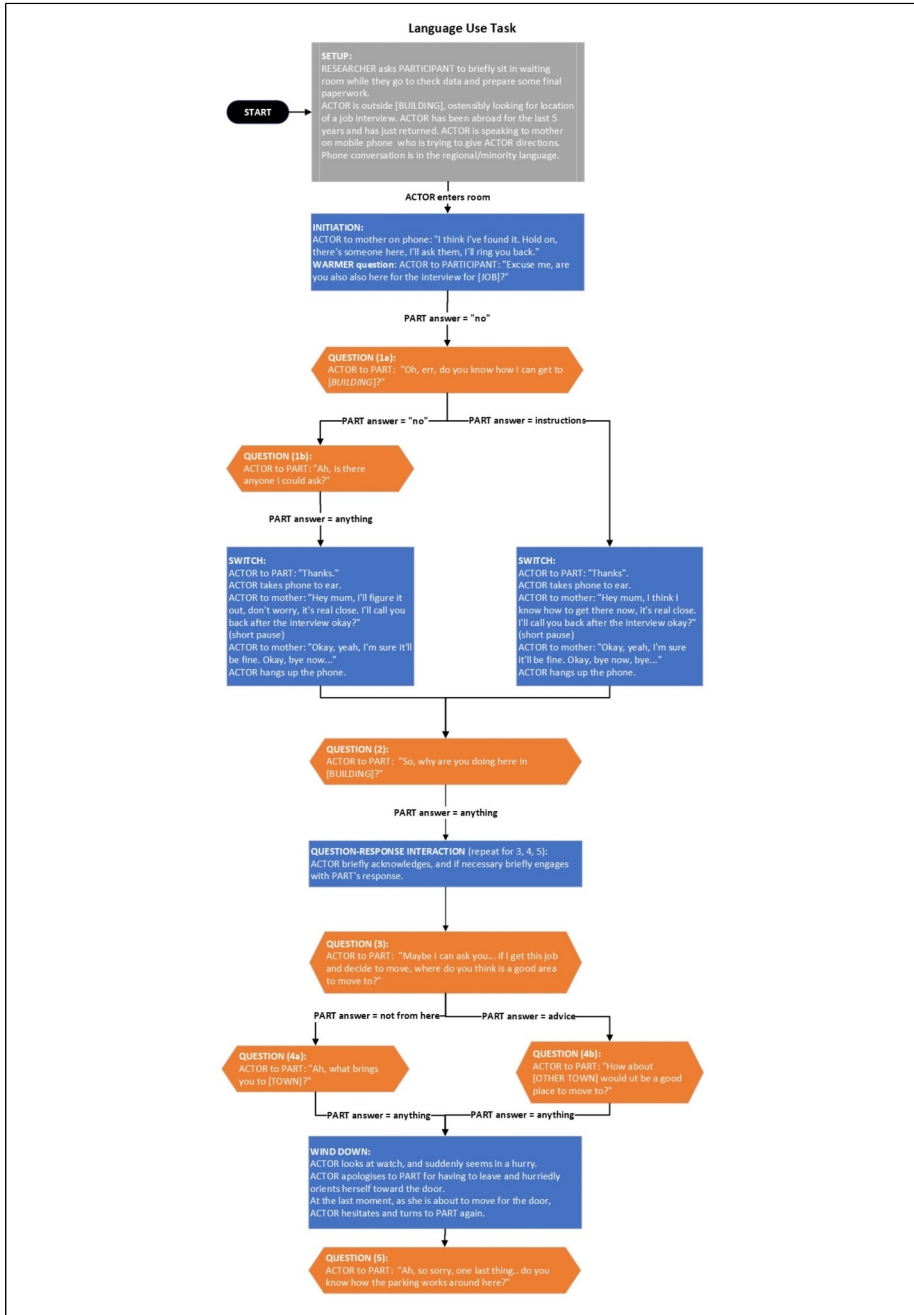 Language Use Task
SETUP:
RESEARCHER asks PARTICIPANT to briefly sit in waiting
room while they go to check data and prepare some final
paperwork.
ACTOR is outside [BUILDING], ostensibly looking for location
of a job interview. ACTOR has been abroad for the last 5
years and has just returned. ACTOR is speaking to mother
on mobile phone who is trying to give ACTOR directions.
Phone conversation is in the regional/minority language.
START
ACTOR enters room
INITIATION:
ACTOR to mother on phone: "I think I've found it. Hold on,
there's someone here, I'll ask them, I'll ring you back."
WARMER question: ACTOR to PARTICIPANT: "Excuse me, are
you also also here for the interview for [JOB]?"
PART answer = "no"
QUESTION (1a):
ACTOR to PART: "Oh, err, do you know how I can get to
[BUILDING]?"
PART answer = "no"
PART answer = instructions
QUESTION (1b):
ACTOR to PART: "Ah, is there
anyone I could ask?"
PART answer = anything
SWITCH:
ACTOR to PART: "Thanks."
ACTOR takes phone to ear.
ACTOR to mother: "Hey mum, I'll figure it
out, don't worry, it's real close. I'll call you
back after the interview okay?"
(short pause)
ACTOR to mother: "Okay, yeah, I'm sure it'll
be fine. Okay, bye now..."
ACTOR hangs up the phone.
SWITCH:
ACTOR to PART: "Thanks".
ACTOR takes phone to ear.
ACTOR to mother: "Hey mum, I think I
know how to get there now, it's real close.
I'll call you back after the interview okay?"
(short pause)
ACTOR to mother: "Okay, yeah, I'm sure
it'll be fine. Okay, bye now, bye..."
ACTOR hangs up the phone.
QUESTION (2):
ACTOR to PART: "So, why are you doing here in
[BUILDING]?"
PART answer = anything
QUESTION-RESPONSE INTERACTION (repeat for 3, 4, 5):
ACTOR briefly acknowledges, and if necessary briefly engages
with PART's response.
QUESTION (3):
ACTOR to PART: "Maybe I can ask you... if I get this job
and decide to move, where do you think is a good area
to move to?"
PART answer = not from here
PART answer = advice
QUESTION (4a):
ACTOR to PART: "Ah, what brings
you to [TOWN]?"
QUESTION (4b):
ACTOR to PART: "How about
[OTHER TOWN] would ut be a good
place to move to?"
PART answer = anything
PART answer = anything
WIND DOWN:
ACTOR looks at watch, and suddenly seems in a hurry.
ACTOR apologises to PART for having to leave and hurriedly
orients herself toward the door.
At the last moment, as she is about to move for the door,
ACTOR hesitates and turns to PART again.
QUESTION (5):
ACTOR to PART: "Ah, so sorry, one last thing.. do you
know how the parking works around here?"